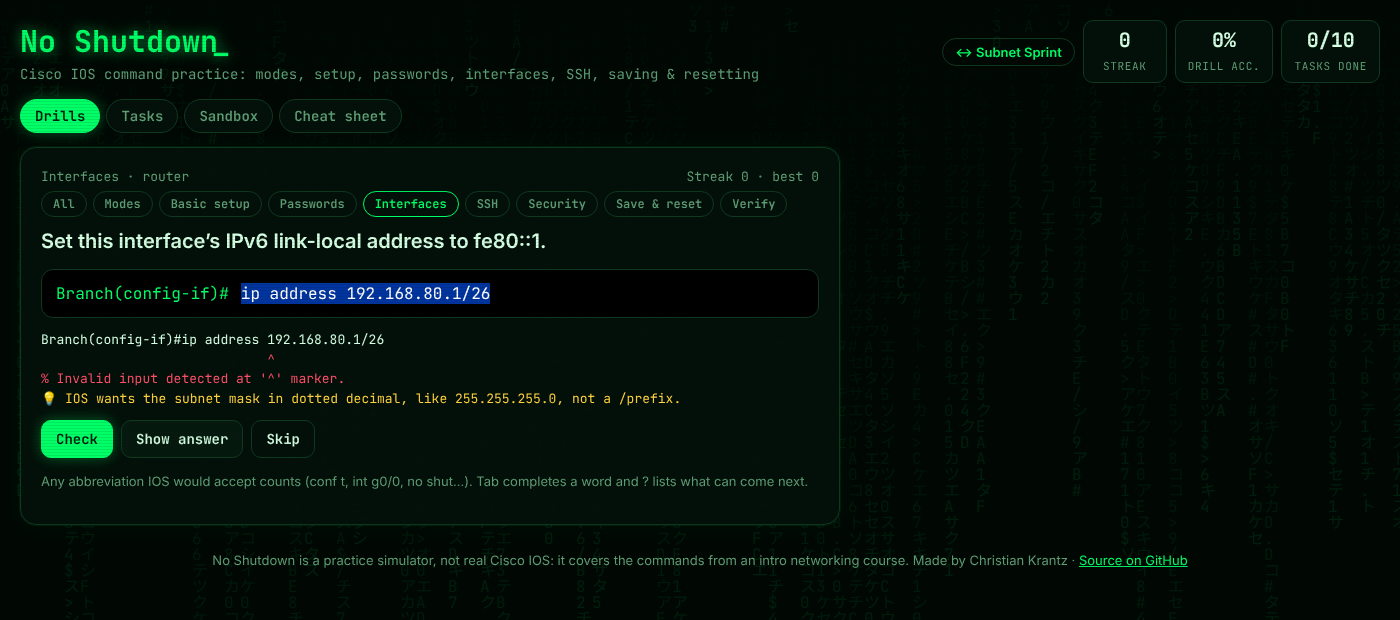 No Shutdown_
Cisco IOS command practice: modes, setup, passwords, interfaces, SSH, saving & resetting
↔ Subnet Sprint
0
STREAK
0%
DRILL ACC.
0/10
TASKS DONE
Drills
Tasks
Sandbox
Cheat sheet
Interfaces · router
Streak 0 · best 0
All
Modes
Basic setup
Passwords
Interfaces
SSH
Security
Save & reset
Verify
Set this interface’s IPv6 link-local address to fe80::1.
Branch(config-if)# ip address 192.168.80.1/26
Branch(config-if)#ip address 192.168.80.1/26
^
% Invalid input detected at '^' marker.
💡 IOS wants the subnet mask in dotted decimal, like 255.255.255.0, not a /prefix.
Check
Show answer
Skip
Any abbreviation IOS would accept counts (conf t, int g0/0, no shut…). Tab completes a word and ? lists what can come next.
No Shutdown is a practice simulator, not real Cisco IOS: it covers the commands from an intro networking course. Made by Christian Krantz · Source on GitHub